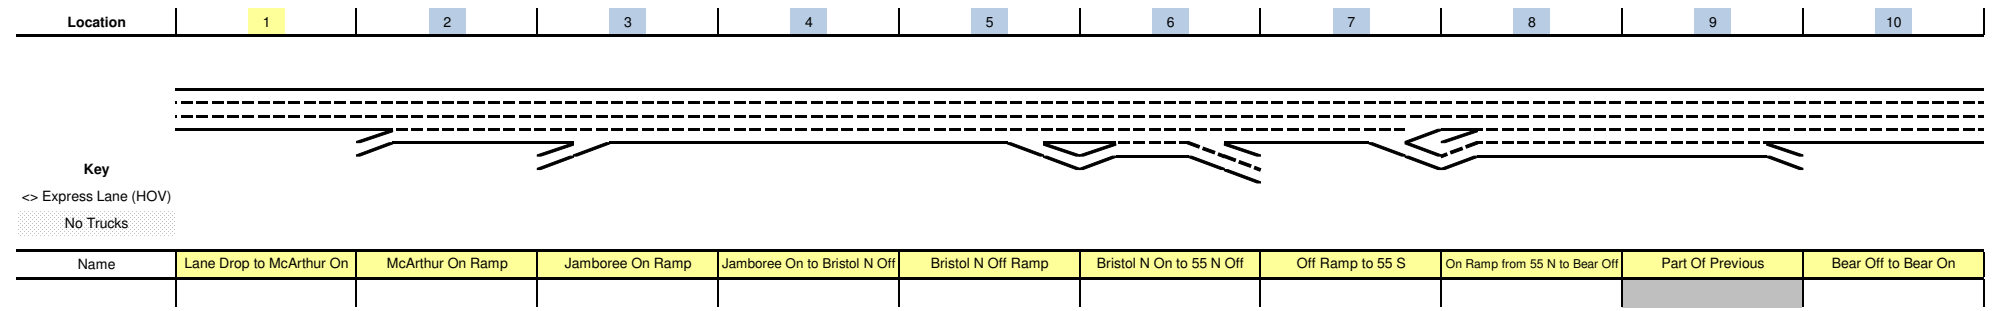 Location 1 2 3 4 5 6 7 8 9 10
Key
<> Express Lane (HOV)
No Trucks
Name Lane Drop to McArthur On McArthur On Ramp Jamboree On Ramp Jamboree On to Bristol N Off Bristol N Off Ramp Bristol N On to 55 N Off Off Ramp to 55 S On Ramp from 55 N to Bear Off Part Of Previous Bear Off to Bear On